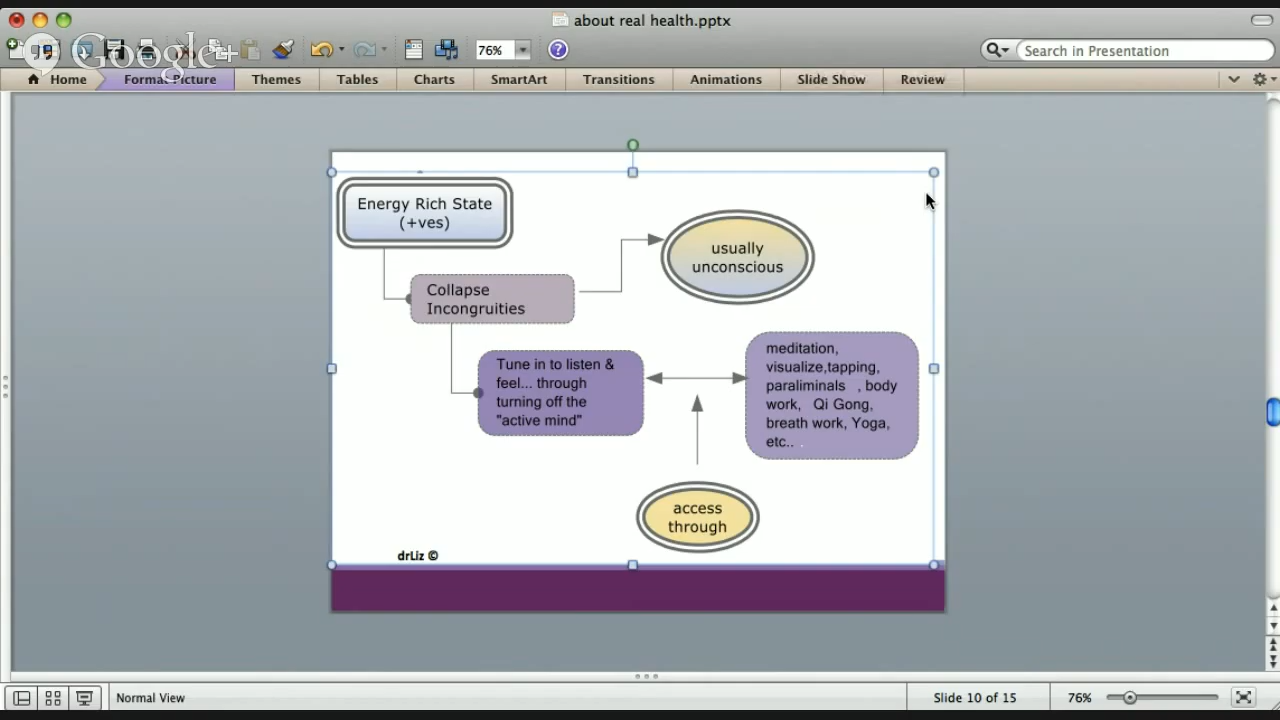 about real health.pptx
Google+
76%
Search in Presentation
Home
Format Picture
Themes
Tables
Charts
SmartArt
Transitions
Animations
Slide Show
Review
Energy Rich State
(+ves)
usually
unconscious
Collapse
Incongruities
Tune in to listen &
feel... through
turning off the
"active mind"
meditation,
visualize,tapping,
paraliminals , body
work, Qi Gong,
breath work, Yoga,
etc.. .
access
through
drLiz ©
Normal View
Slide 10 of 15
76%